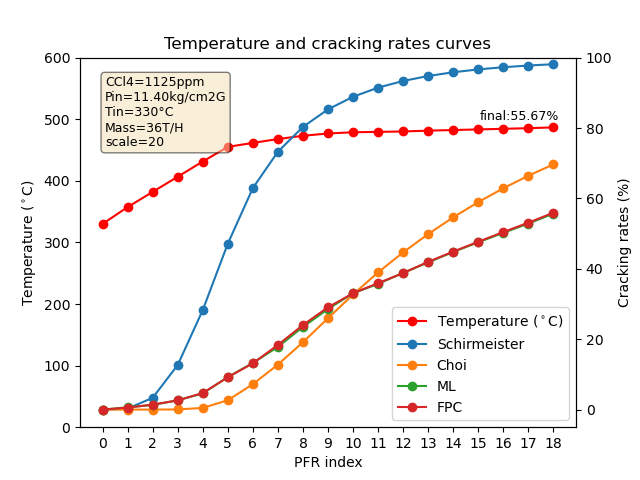 Temperature and cracking rates curves
CCl4=1125ppm
Pin=11.40kg/cm2G
Tin=330°C
Mass=36T/H
scale=20
final:55.67%
600
500
400
300
200
100
0
Temperature (°C)
100
80
60
40
20
0
Cracking rates (%)
Temperature (°C)
Schirmeister
Choi
ML
FPC
0 1 2 3 4 5 6 7 8 9 10 11 12 13 14 15 16 17 18
PFR index